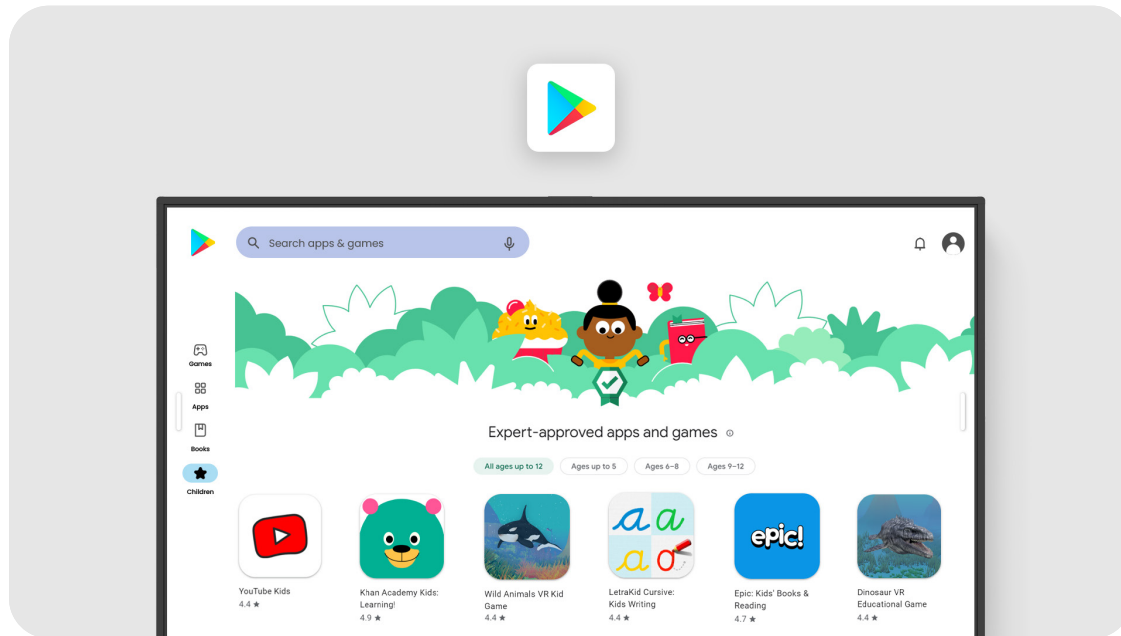 Search apps & games
Games
Apps
Books
Children
Expert-approved apps and games
All ages up to 12
Ages up to 5
Ages 6–8
Ages 9–12
YouTube Kids
4.4 ★
Khan Academy Kids:
Learning!
4.9 ★
Wild Animals VR Kid
Game
4.4 ★
a a
a a
LetraKid Cursive:
Kids Writing
4.4 ★
epic!
Epic: Kids' Books &
Reading
4.7 ★
Dinosaur VR
Educational Game
4.4 ★